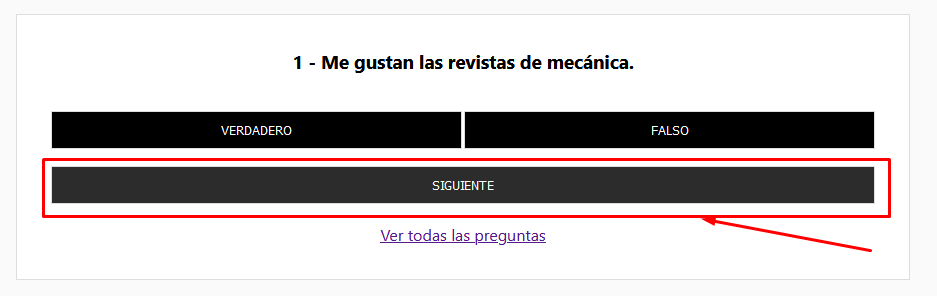 1 - Me gustan las revistas de mecánica.
VERDADERO FALSO
SIGUIENTE
Ver todas las preguntas